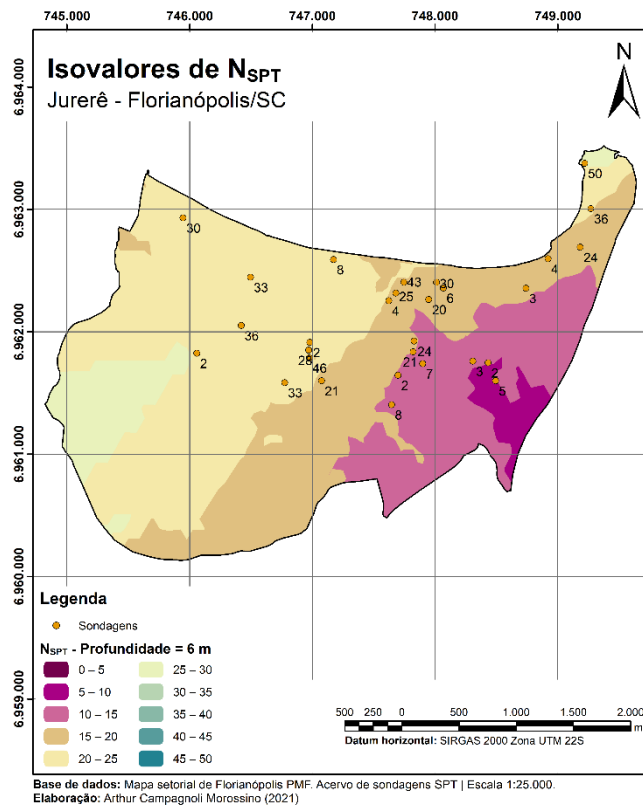 745.000 746.000 747.000 748.000 749.000
Isovalores de NSPT
Jurerê - Florianópolis/SC
N
6.964.000
6.963.000
6.962.000
6.961.000
6.960.000
6.959.000
50
36
30
24
8
4
33
43
30
25
6
3
4
20
36
2
24
2
28
21
46
7
3
2
33
21
2
5
8
Legenda
Sondagens
NSPT - Profundidade = 6 m
0 – 5 25 – 30
5 – 10 30 – 35
10 – 15 35 – 40
15 – 20 40 – 45
20 – 25 45 – 50
500 250 0 500 1.000 1.500 2.000
m
Datum horizontal: SIRGAS 2000 Zona UTM 22S
Base de dados: Mapa setorial de Florianópolis PMF. Acervo de sondagens SPT | Escala 1:25.000.
Elaboração: Arthur Campagnoli Morossino (2021)